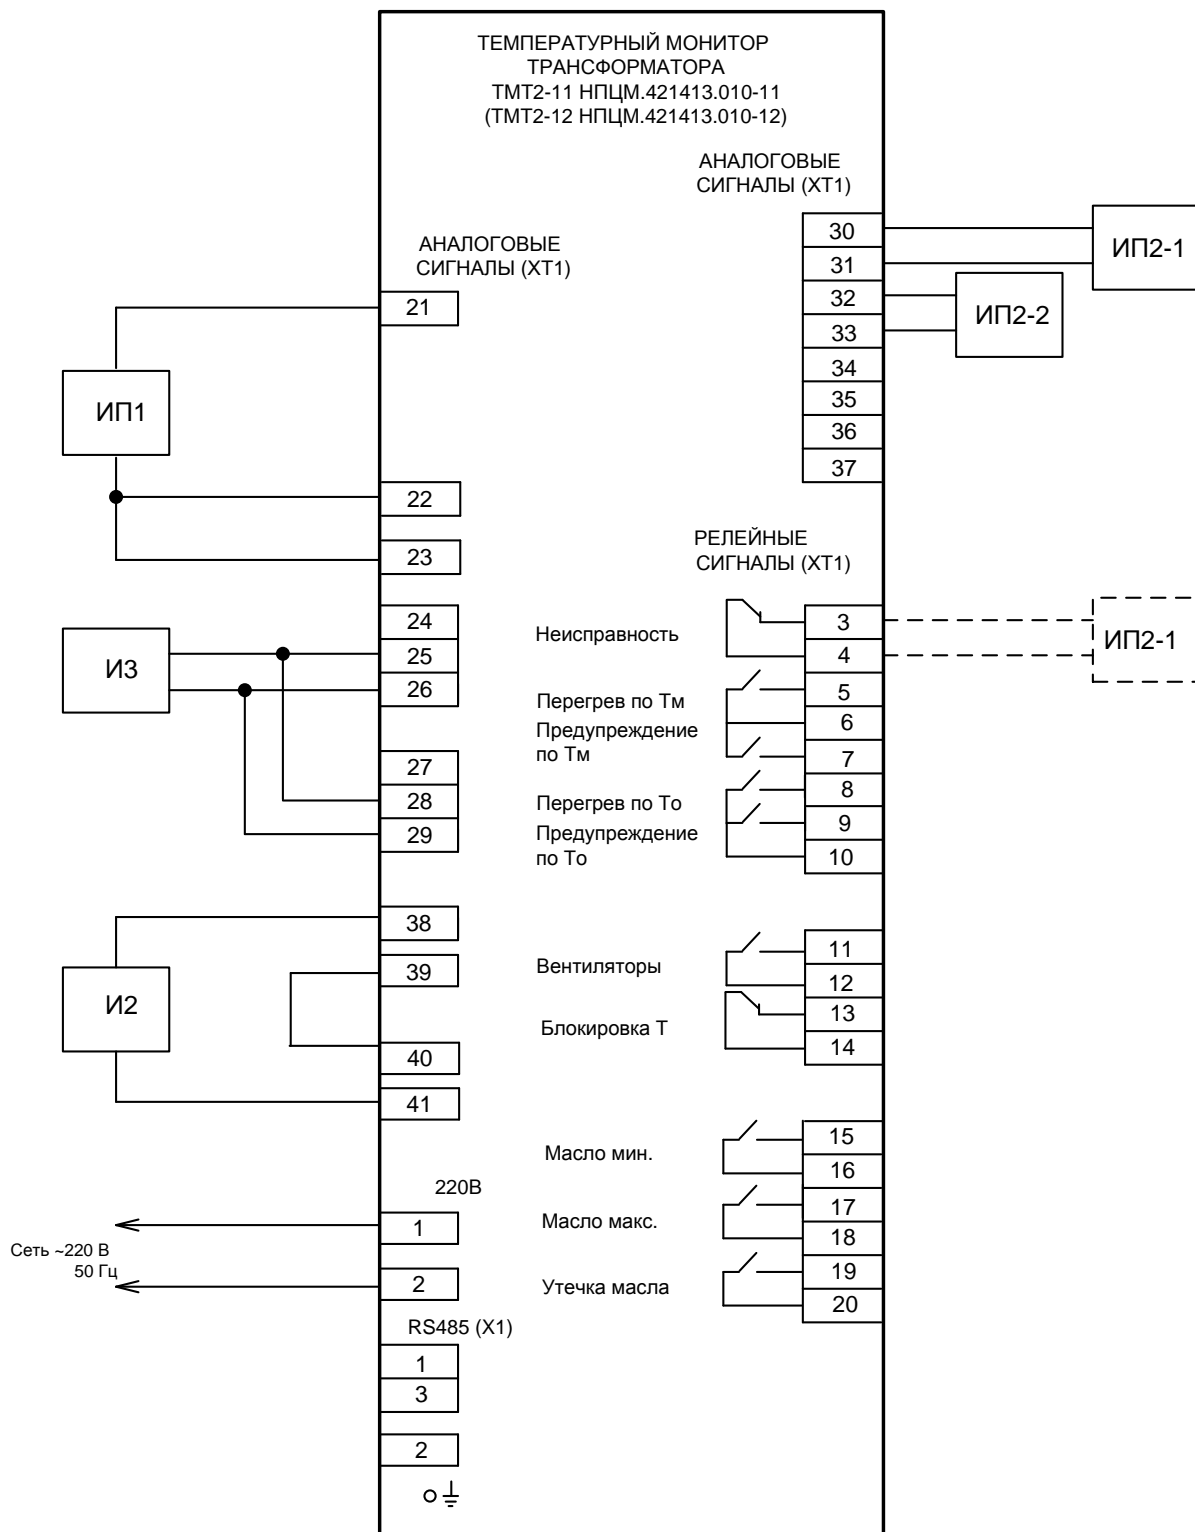 ТЕМПЕРАТУРНЫЙ МОНИТОР
ТРАНСФОРМАТОРА
ТМТ2-11 НПЦМ.421413.010-11
(ТМТ2-12 НПЦМ.421413.010-12)
АНАЛОГОВЫЕ
СИГНАЛЫ (XT1)
30
31
32
33
34
35
36
37
ИП2-1
ИП2-2
АНАЛОГОВЫЕ
СИГНАЛЫ (XT1)
21
ИП1
22
23
24
25
26
ИЗ
27
28
29
38
39
И2
40
41
220В
1
Сеть ~220 В
50 Гц
2
RS485 (X1)
1
3
2
РЕЛЕЙНЫЕ
СИГНАЛЫ (XT1)
Неисправность
3
4
ИП2-1
Перегрев по Тм
5
6
Предупреждение
по Тм
7
8
Перегрев по То
9
Предупреждение
по То
10
Вентиляторы
11
12
Блокировка Т
13
14
Масло мин.
15
16
Масло макс.
17
18
Утечка масла
19
20